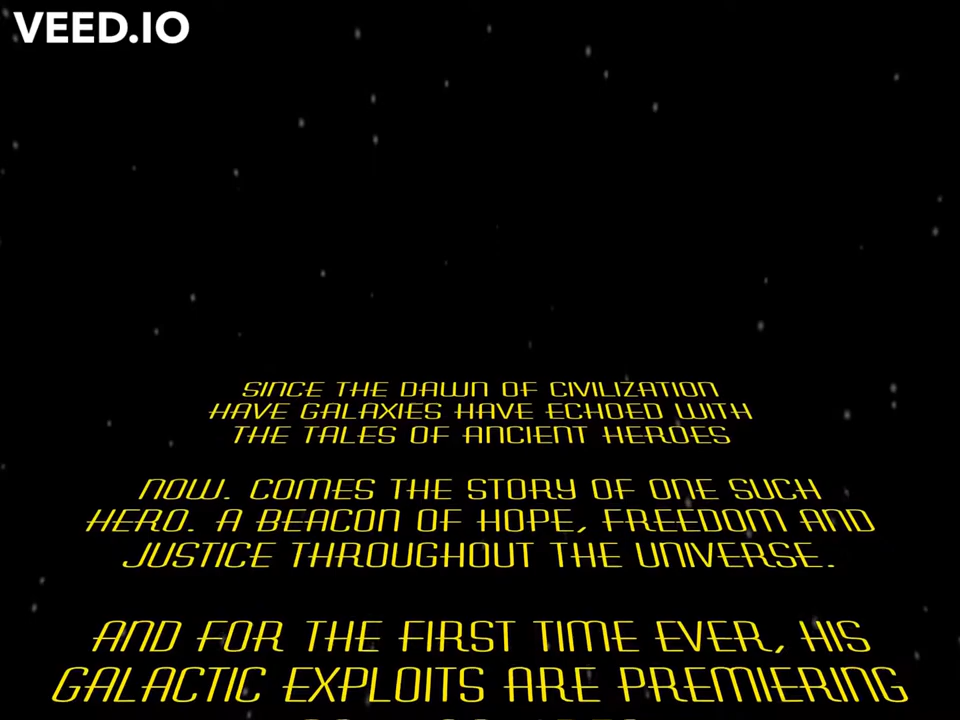 VEED.IO
SINCE THE DAWN OF CIVILIZATION
HAVE GALAXIES HAVE ECHOED WITH
THE TALES OF ANCIENT HEROES
NOW. COMES THE STORY OF ONE SUCH
HERO. A BEACON OF HOPE, FREEDOM AND
JUSTICE THROUGHOUT THE UNIVERSE.
AND FOR THE FIRST TIME EVER, HIS
GALACTIC EXPLOITS ARE PREMIERING